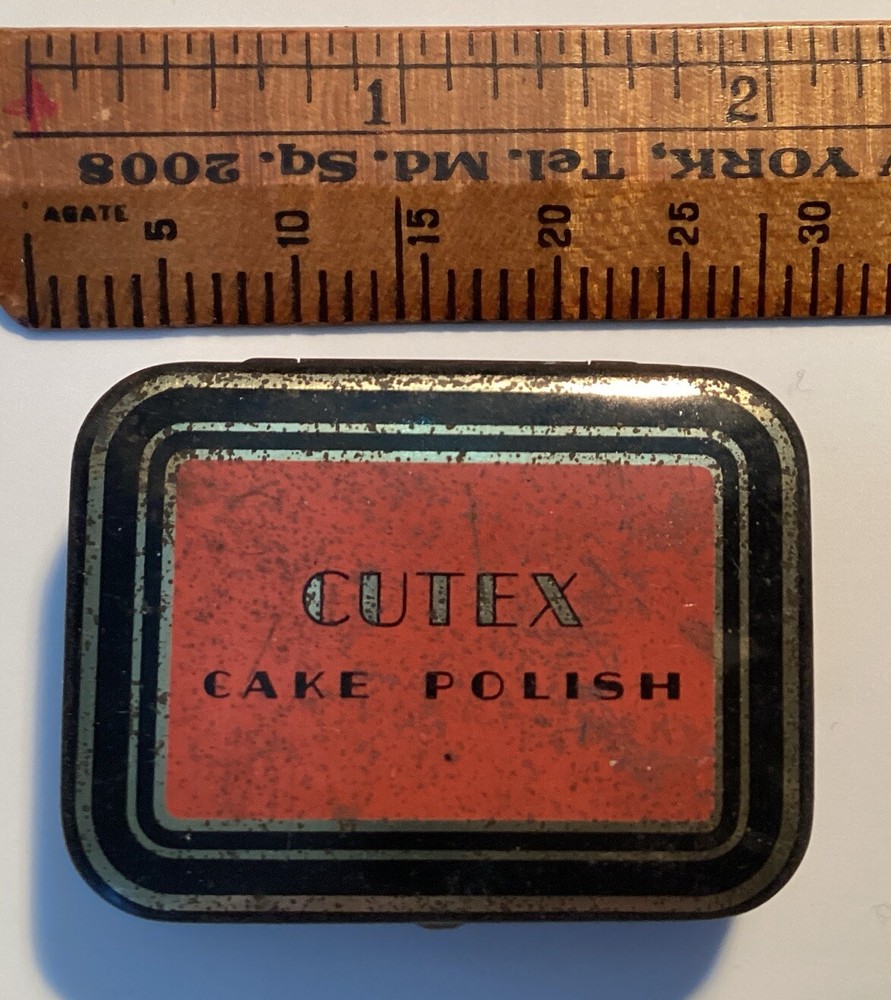 1 2
Y YORK, Tel. Md. Sq. 2008
AGATE 5 10 15 20 25 30
CUTEX
CAKE POLISH